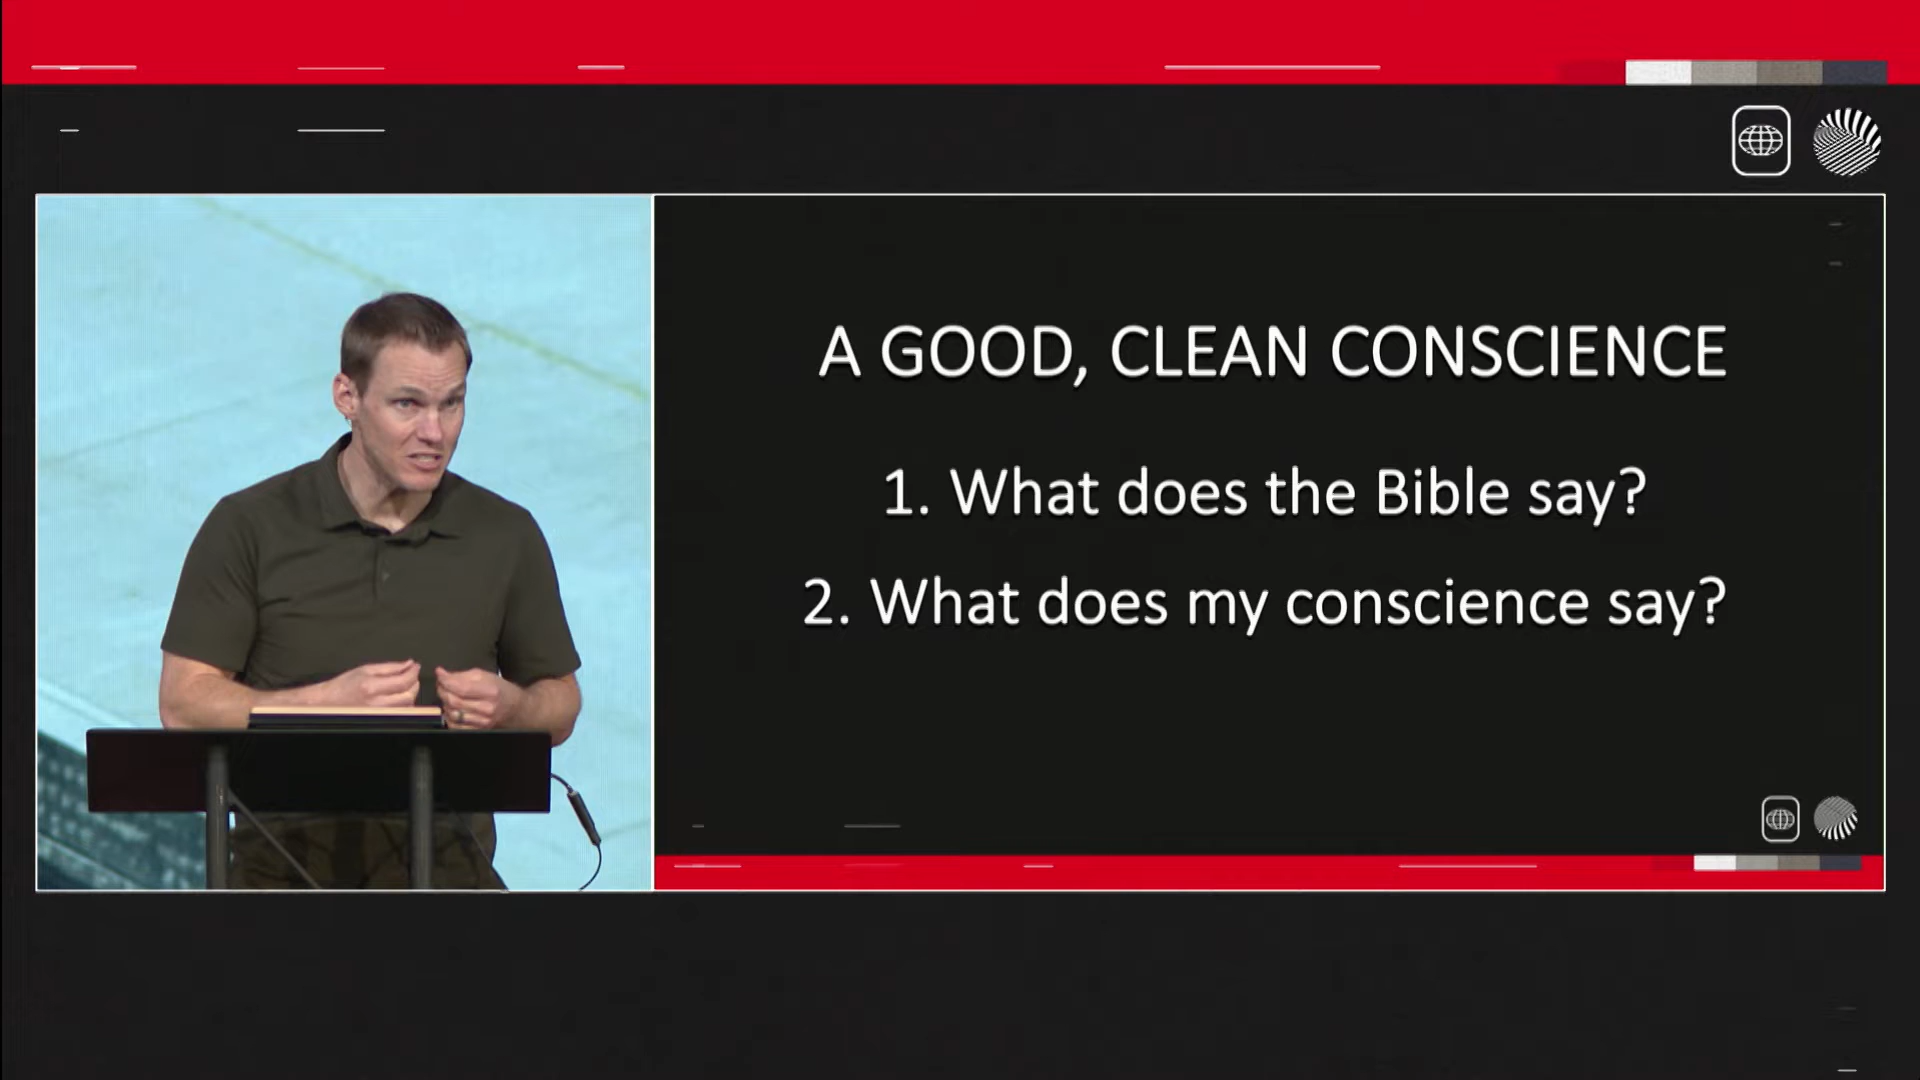 A GOOD, CLEAN CONSCIENCE
1. What does the Bible say?
2. What does my conscience say?